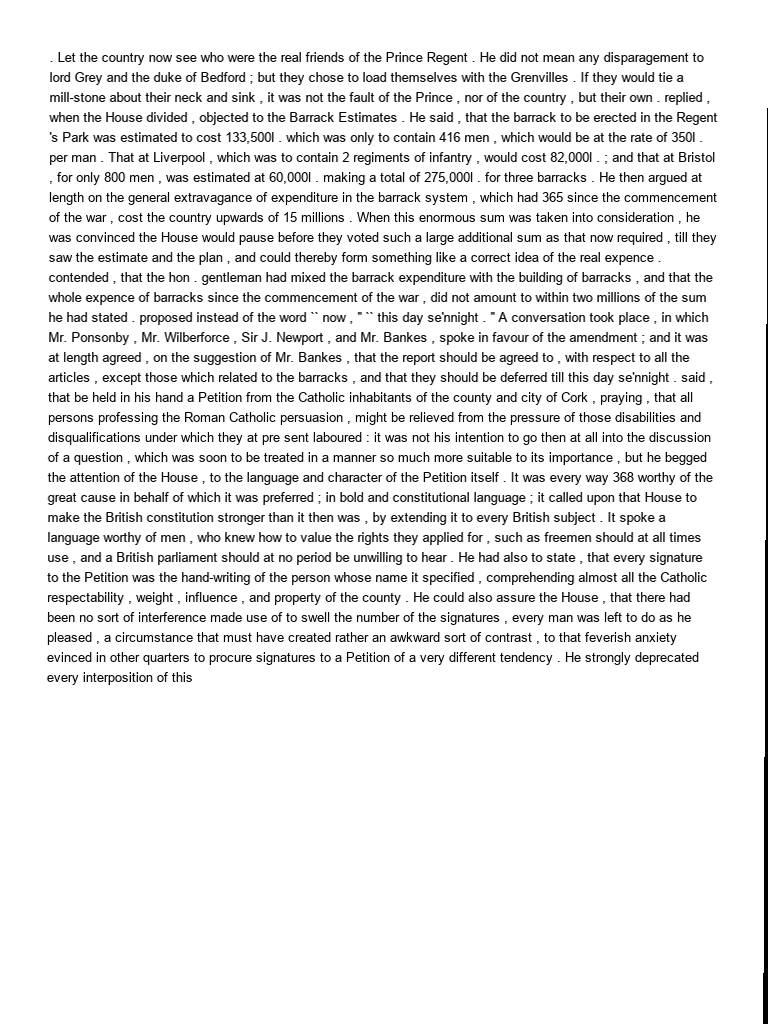 . Let the country now see who were the real friends of the Prince Regent . He did not mean any disparagement to
lord Grey and the duke of Bedford ; but they chose to load themselves with the Grenvilles . If they would tie a
mill-stone about their neck and sink , it was not the fault of the Prince , nor of the country , but their own . replied ,
when the House divided , objected to the Barrack Estimates . He said , that the barrack to be erected in the Regent
's Park was estimated to cost 133,500l . which was only to contain 416 men , which would be at the rate of 350l .
per man . That at Liverpool , which was to contain 2 regiments of infantry , would cost 82,000l . ; and that at Bristol
, for only 800 men , was estimated at 60,000l . making a total of 275,000l . for three barracks . He then argued at
length on the general extravagance of expenditure in the barrack system , which had 365 since the commencement
of the war , cost the country upwards of 15 millions . When this enormous sum was taken into consideration , he
was convinced the House would pause before they voted such a large additional sum as that now required , till they
saw the estimate and the plan , and could thereby form something like a correct idea of the real expence .
contended , that the hon . gentleman had mixed the barrack expenditure with the building of barracks , and that the
whole expence of barracks since the commencement of the war , did not amount to within two millions of the sum
he had stated . proposed instead of the word `` now , " `` this day se'nnight . " A conversation took place , in which
Mr. Ponsonby , Mr. Wilberforce , Sir J. Newport , and Mr. Bankes , spoke in favour of the amendment ; and it was
at length agreed , on the suggestion of Mr. Bankes , that the report should be agreed to , with respect to all the
articles , except those which related to the barracks , and that they should be deferred till this day se'nnight . said ,
that be held in his hand a Petition from the Catholic inhabitants of the county and city of Cork , praying , that all
persons professing the Roman Catholic persuasion , might be relieved from the pressure of those disabilities and
disqualifications under which they at pre sent laboured : it was not his intention to go then at all into the discussion
of a question , which was soon to be treated in a manner so much more suitable to its importance , but he begged
the attention of the House , to the language and character of the Petition itself . It was every way 368 worthy of the
great cause in behalf of which it was preferred ; in bold and constitutional language ; it called upon that House to
make the British constitution stronger than it then was , by extending it to every British subject . It spoke a
language worthy of men , who knew how to value the rights they applied for , such as freemen should at all times
use , and a British parliament should at no period be unwilling to hear . He had also to state , that every signature
to the Petition was the hand-writing of the person whose name it specified , comprehending almost all the Catholic
respectability , weight , influence , and property of the county . He could also assure the House , that there had
been no sort of interference made use of to swell the number of the signatures , every man was left to do as he
pleased , a circumstance that must have created rather an awkward sort of contrast , to that feverish anxiety
evinced in other quarters to procure signatures to a Petition of a very different tendency . He strongly deprecated
every interposition of this